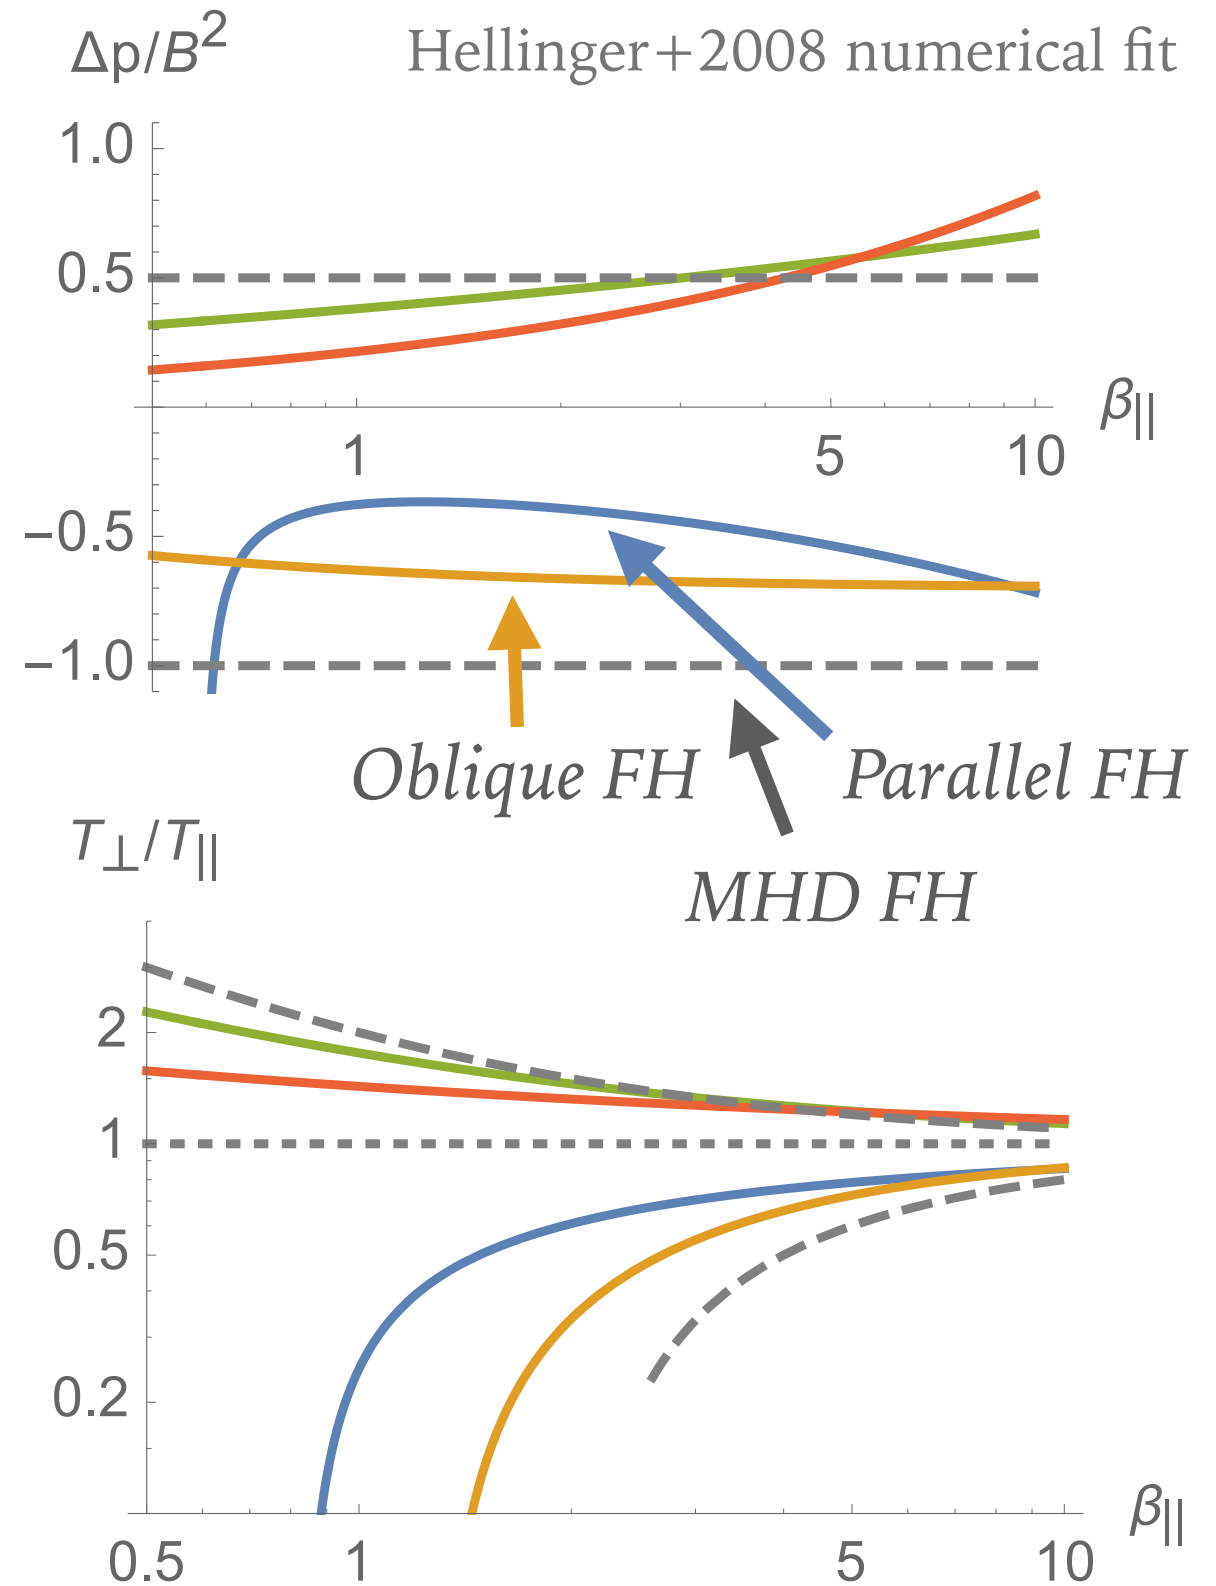 Δp/B² Hellinger+2008 numerical fit
1.0
0.5
β||
1 5 10
−0.5
−1.0
Oblique FH Parallel FH
T⊥/T||
MHD FH
2
1
0.5
0.2
β||
0.5 1 5 10